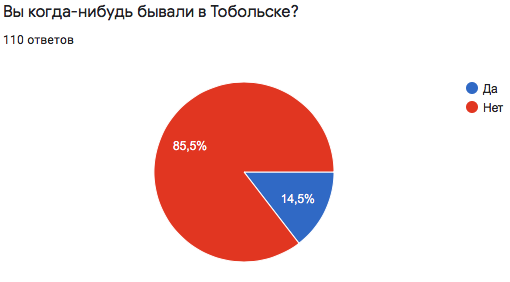 Вы когда-нибудь бывали в Тобольске?
110 ответов
Да
Нет
85,5%
14,5%